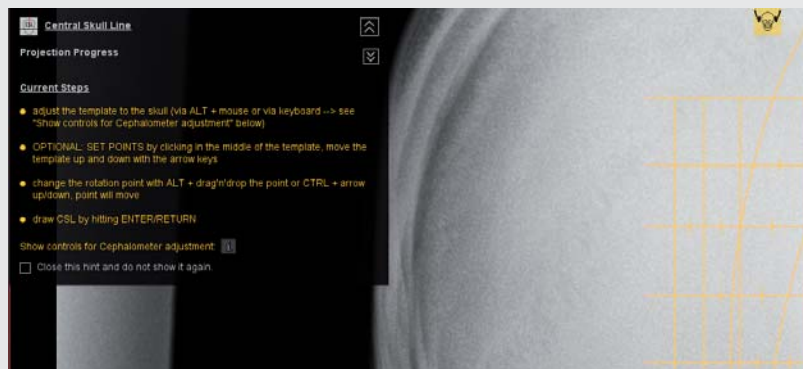 Central Skull Line
Projection Progress
Current Steps
adjust the template to the skull (via ALT + mouse or via keyboard --> see
"Show controls for Cephalometer adjustment" below)
OPTIONAL: SET POINTS by clicking in the middle of the template, move the
template up and down with the arrow keys
change the rotation point with ALT + drag'n'drop the point or CTRL + arrow
up/down, point will move
draw CSL by hitting ENTER/RETURN
Show controls for Cephalometer adjustment: i
Close this hint and do not show it again.